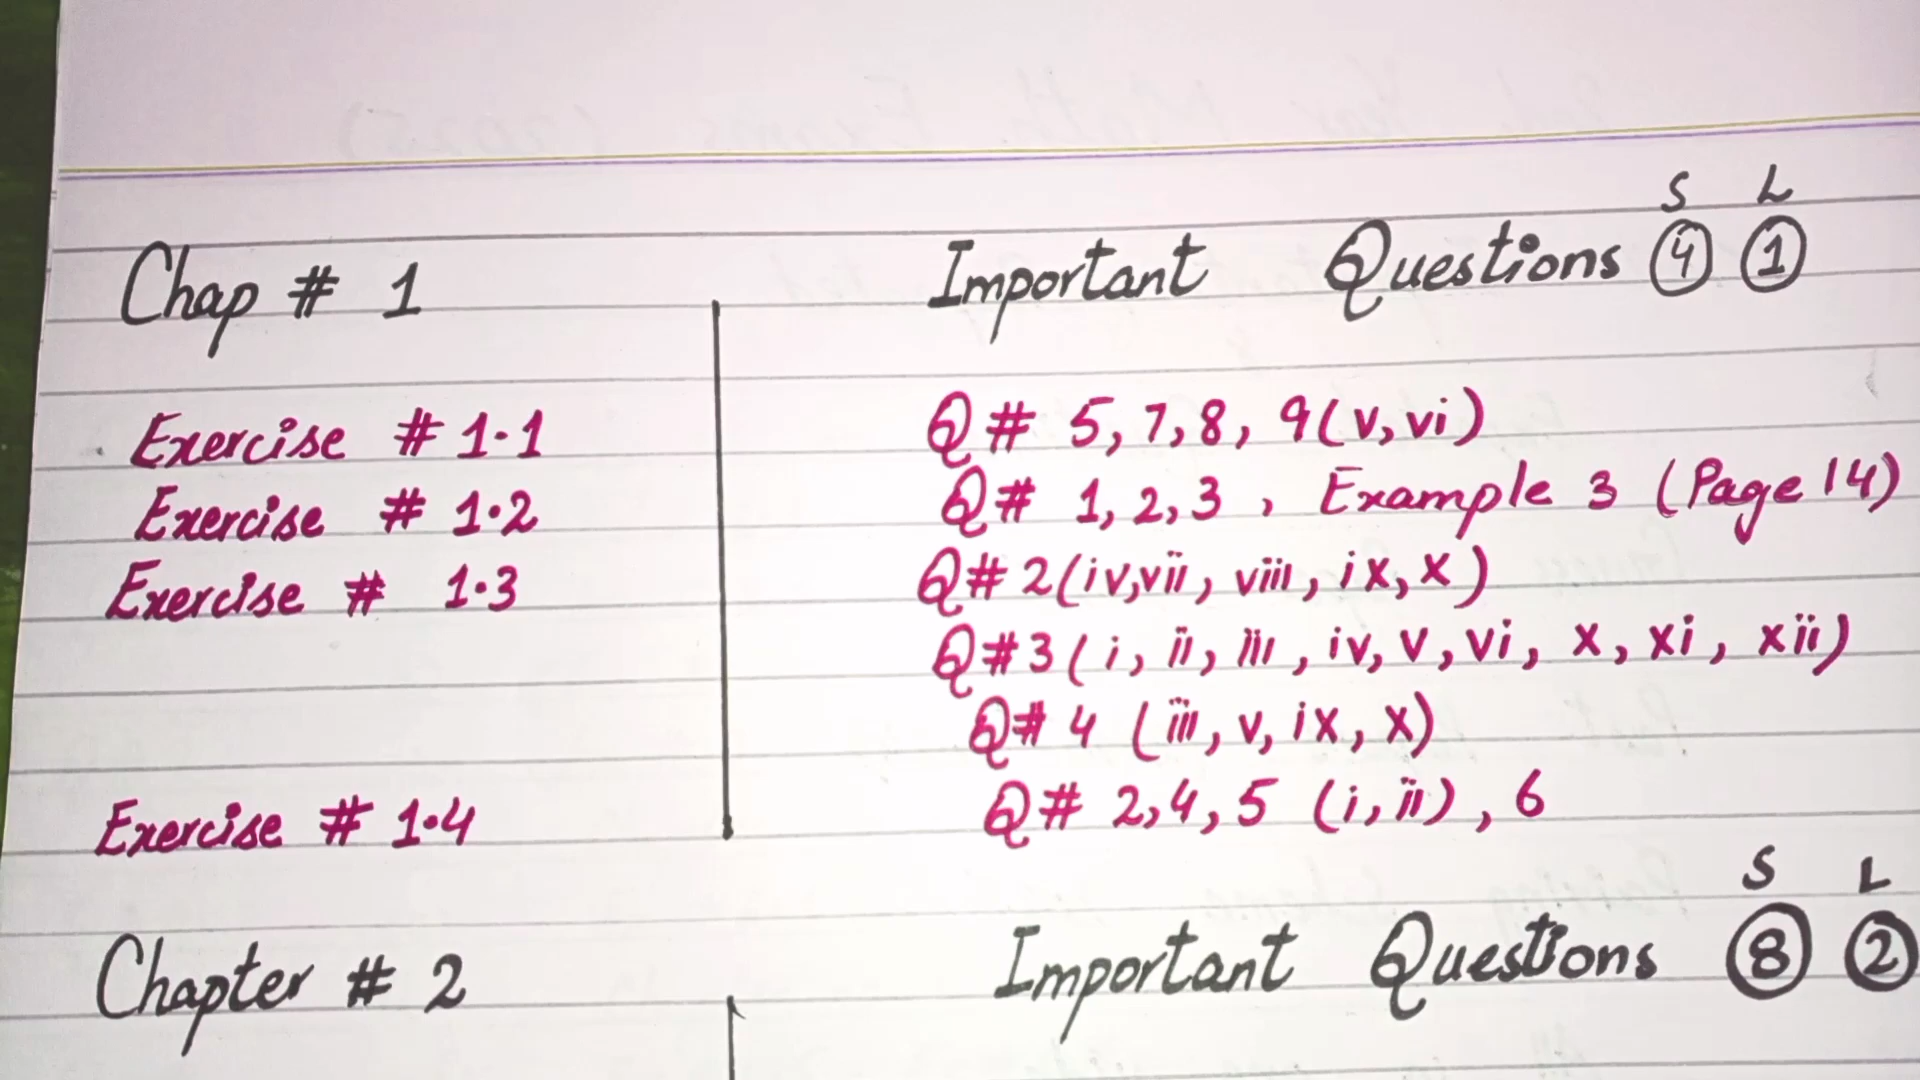 S L
Chap # 1 Important Questions 4 1
Exercise # 1.1 Q# 5, 7, 8, 9(v, vi)
Exercise # 1.2 Q# 1, 2, 3, Example 3 (Page 14)
Exercise # 1.3 Q# 2(iv, vii, viii, ix, x)
Q#3 (i, ii, iii, iv, v, vi, x, xi, xii)
Q# 4 (iii, v, ix, x)
Exercise # 1.4 Q# 2, 4, 5 (i, ii), 6
S L
Chapter # 2 Important Questions 8 2